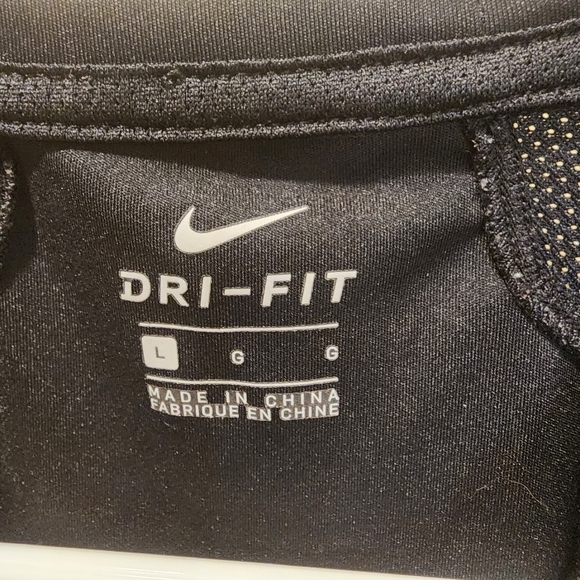 DRI-FIT
L G G
MADE IN CHINA
FABRIQUE EN CHINE